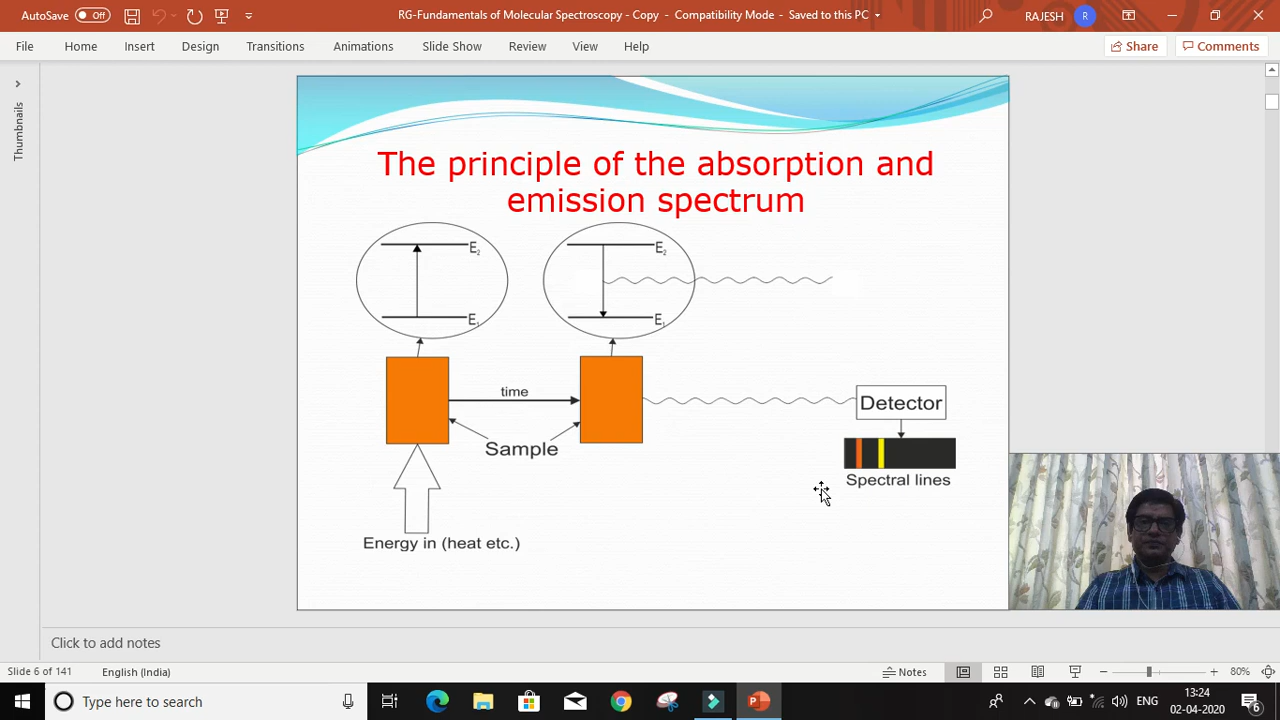 AutoSave Off
RG-Fundamentals of Molecular Spectroscopy - Copy - Compatibility Mode - Saved to this PC
RAJESH R
File Home Insert Design Transitions Animations Slide Show Review View Help
Share Comments
Thumbnails
The principle of the absorption and
emission spectrum
E₂ E₂
E₁ E₁
time
Sample
Detector
Spectral lines
Energy in (heat etc.)
Click to add notes
Slide 6 of 141 English (India) Notes 80%
Type here to search
ENG
13:24
02-04-2020
6